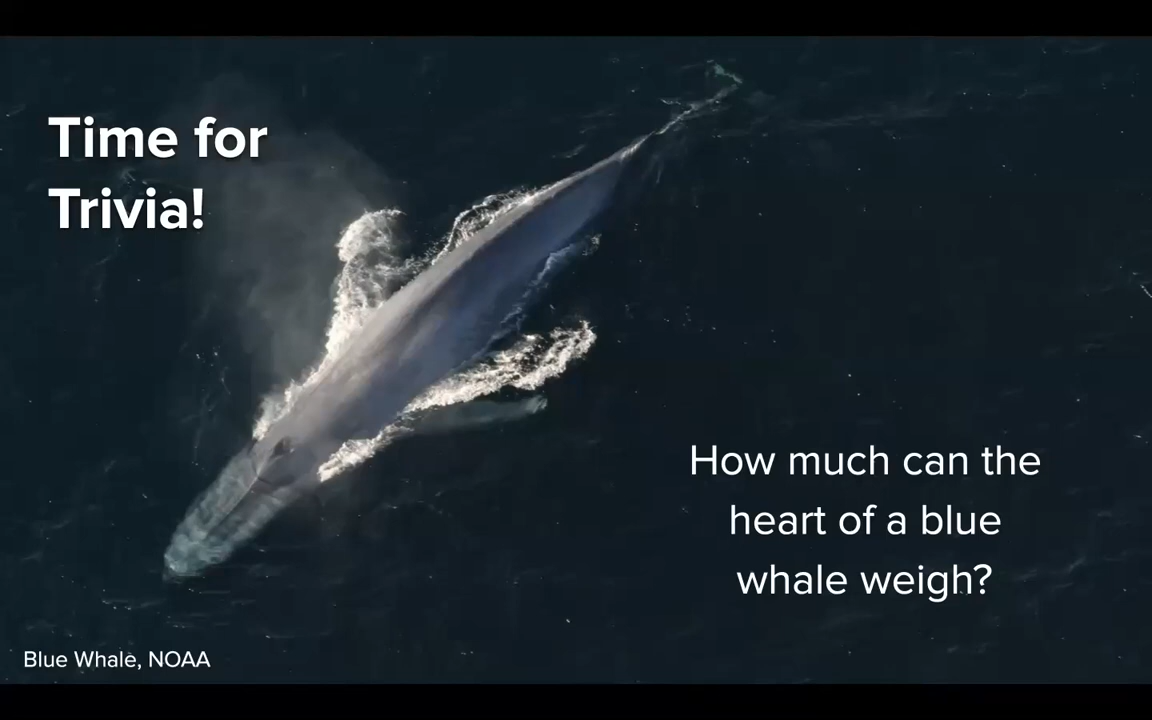 Time for
Trivia!
How much can the
heart of a blue
whale weigh?
Blue Whale, NOAA